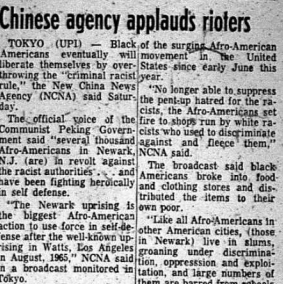 Chinese agency applauds rioters
TOKYO (UPI) — Black
Americans eventually will
liberate themselves by over-
throwing the "criminal racist
rule," the New China News
Agency (NCNA) said Satur-
day.
The official voice of the
Communist Peking Govern-
ment said "several thousand
Afro-Americans in Newark,
N.J. (are) in revolt against
the racist authorities . . . and
have been fighting heroically
in self defense.
"The Newark uprising is
the biggest Afro-American
action to use force in self-de-
fense after the well-known up-
rising in Watts, Los Angeles
in August, 1965," NCNA said
in a broadcast monitored in
Tokyo.
of the surging Afro-American
movement in the United
States since early June this
year.
"No longer able to suppress
the pent-up hatred for the ra-
cists, the Afro-Americans set
fire to shops run by white ra-
cists who used to discriminate
against and fleece them,"
NCNA said.
The broadcast said black
Americans broke into food
and clothing stores and dis-
tributed the items to their
own poor.
"Like all Afro-Americans in
other American cities, (those
in Newark) live in slums,
groaning under discrimina-
tion, oppression and exploi-
tation, and large numbers of
them are barred from schools